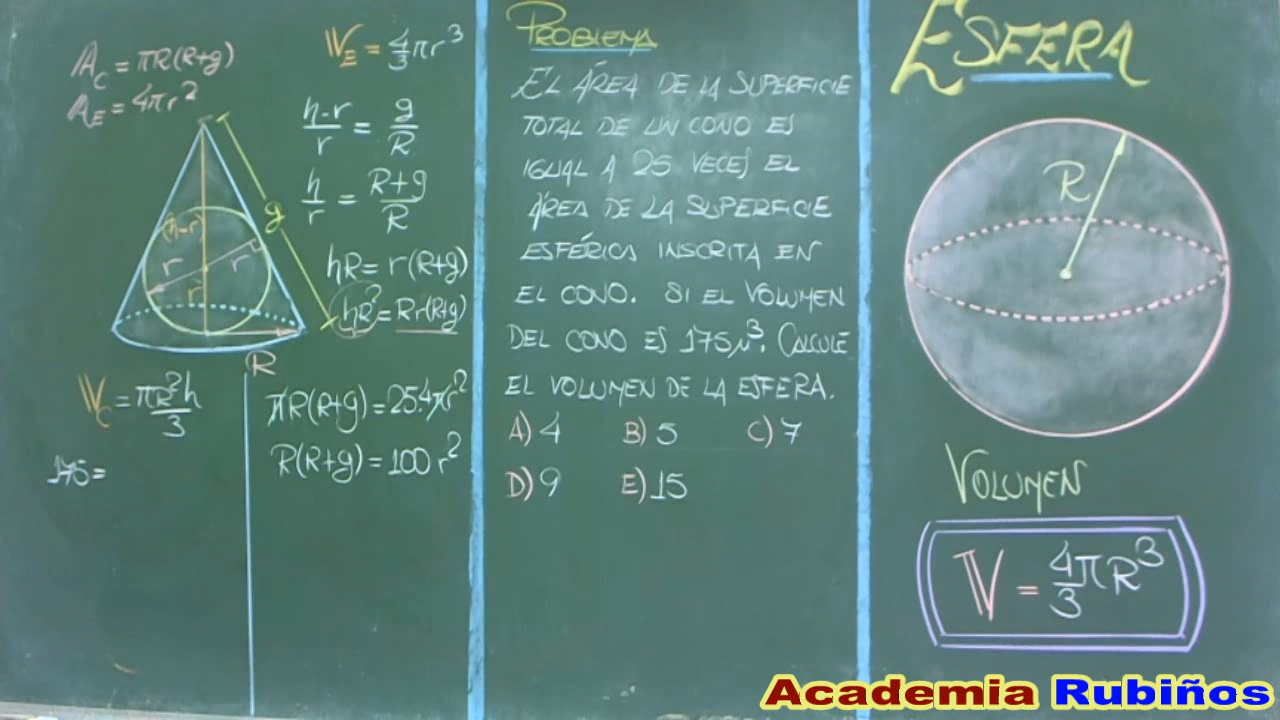 A_C = πR(R+g)
A_E = 4πr²
V_E = 4/3 πr³
(h-r)/r = g/R
h/r = (R+g)/R
hR = r(R+g)
hR² = Rr(R+g)
g
(h-r)
r r
r
R
V_C = πR²h/3
175 =
πR(R+g) = 25.4πr²
R(R+g) = 100 r²
PROBLEMA
EL ÁREA DE LA SUPERFICIE
TOTAL DE UN CONO ES
IGUAL A 25 VECES EL
ÁREA DE LA SUPERFICIE
ESFÉRICA INSCRITA EN
EL CONO. SI EL VOLUMEN
DEL CONO ES 175μ³. CALCULE
EL VOLUMEN DE LA ESFERA.
A) 4 B) 5 C) 7
D) 9 E) 15
ESFERA
R
VOLUMEN
V = 4/3 πR³
Academia Rubiños